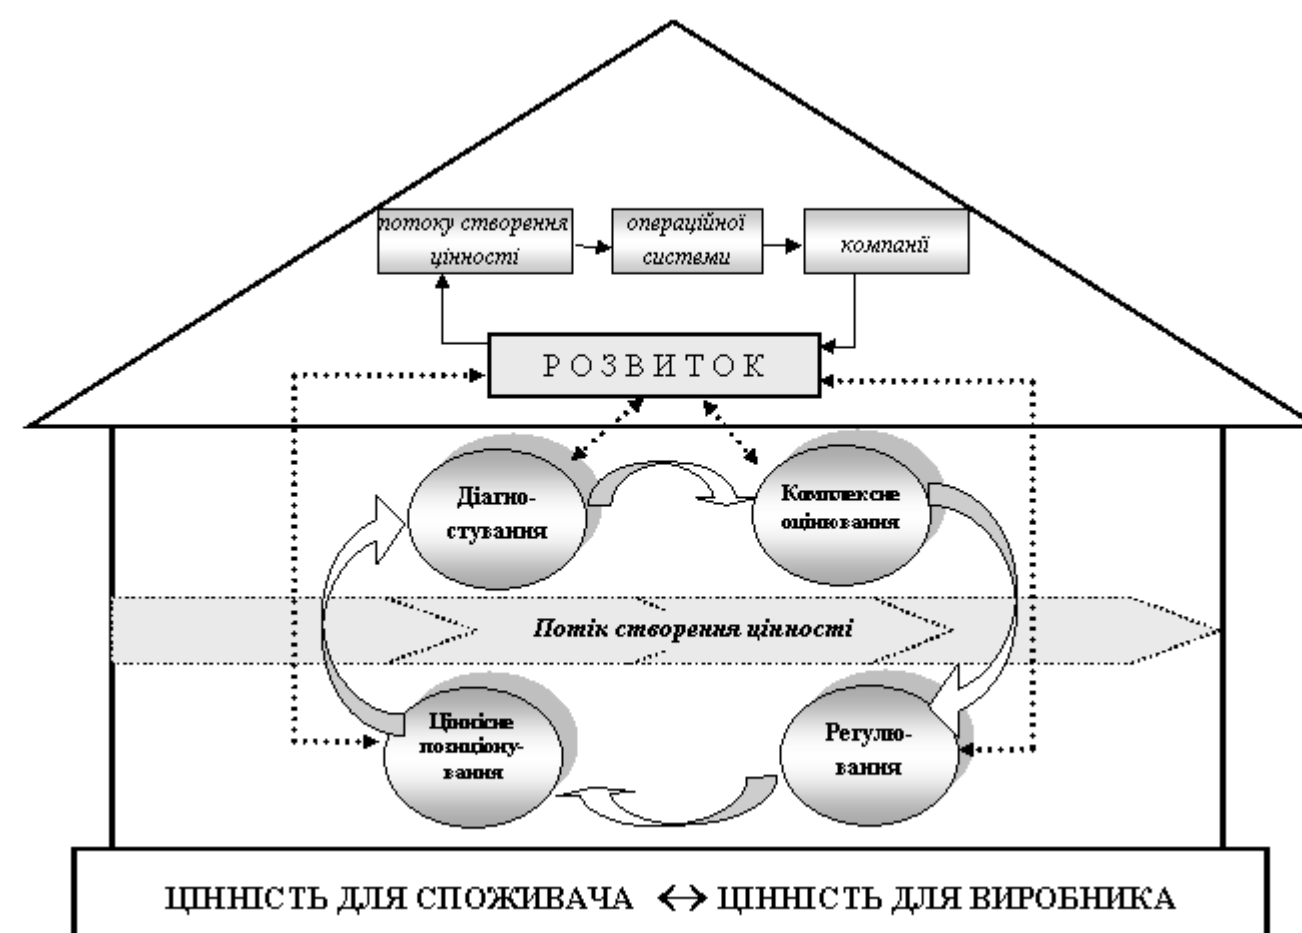 потоку створення
цінності
операційної
системи
компанії
Р О З В И Т О К
Діагно-
стування
Комплексне
оцінювання
Потік створення цінності
Ціннісне
позиціону-
вання
Регулю-
вання
ЦІННІСТЬ ДЛЯ СПОЖИВАЧА ↔ ЦІННІСТЬ ДЛЯ ВИРОБНИКА